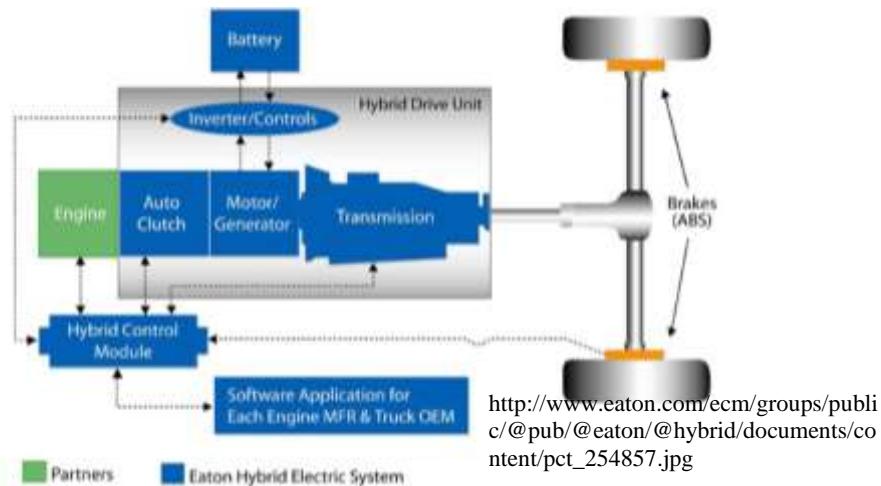 Battery
Hybrid Drive Unit
Inverter/Controls
Engine
Auto
Clutch
Motor/
Generator
Transmission
Brakes
(ABS)
Hybrid Control
Module
Software Application for
Each Engine MFR & Truck OEM
http://www.eaton.com/ecm/groups/publi
c/@pub/@eaton/@hybrid/documents/co
ntent/pct_254857.jpg
Partners
Eaton Hybrid Electric System